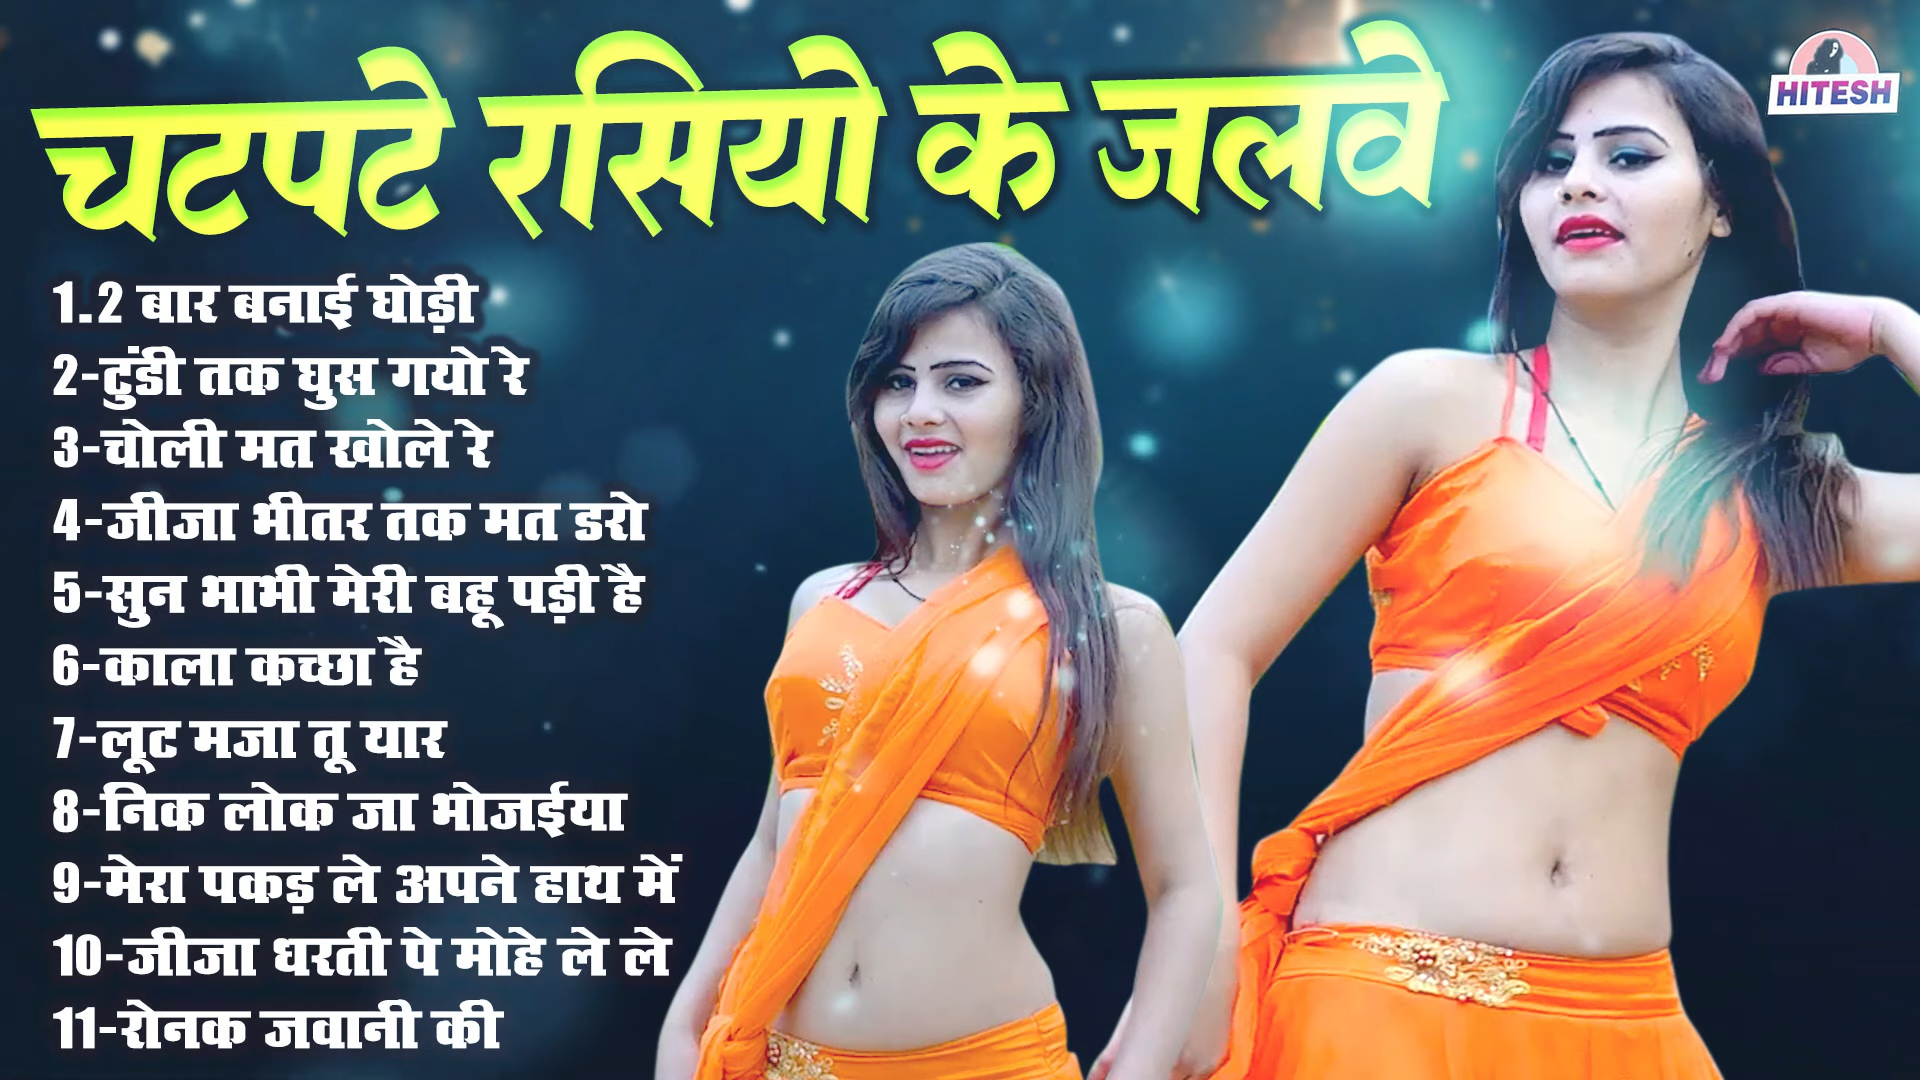 चटपटे रसियो के जलवे
HITESH
1.2 बार बनाई घोड़ी
2-टुंडी तक घुस गयो रे
3-चोली मत खोले रे
4-जीजा भीतर तक मत डरो
5-सुन भाभी मेरी बहू पड़ी है
6-काला कच्छा है
7-लूट मजा तू यार
8-निक लोक जा भोजईया
9-मेरा पकड़ ले अपने हाथ में
10-जीजा धरती पे मोहे ले ले
11-रोनक जवानी की